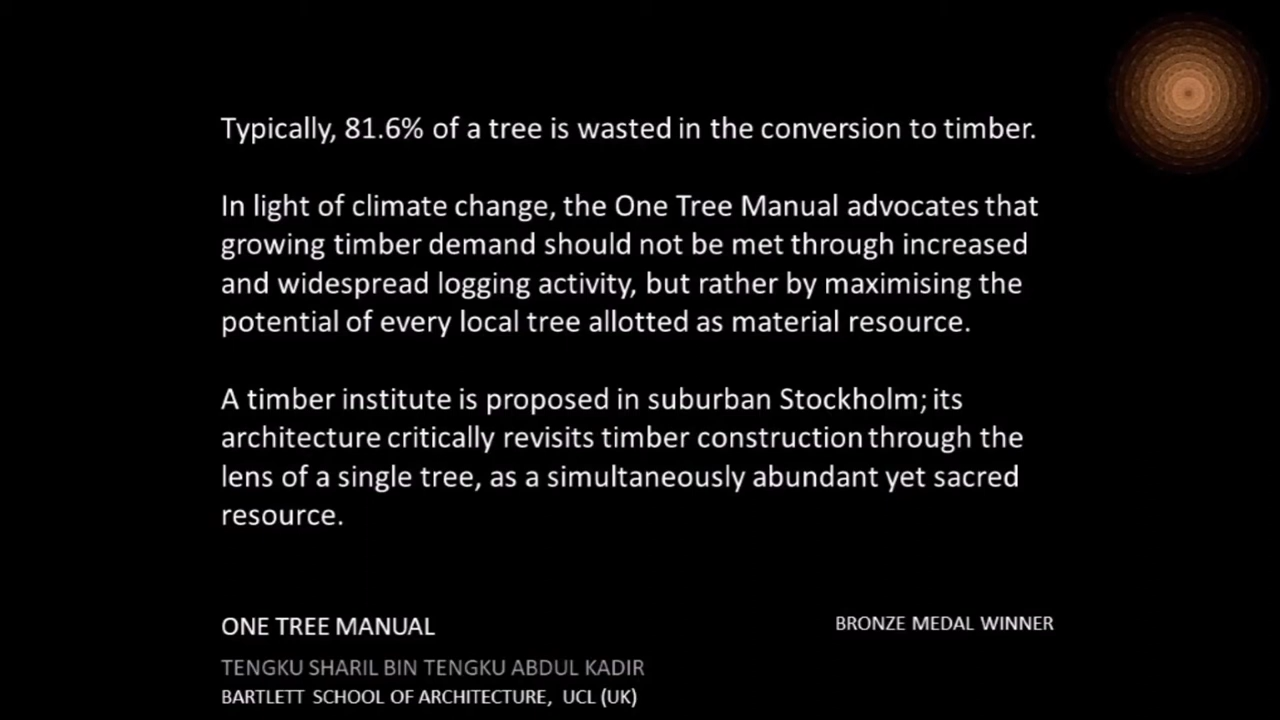 Typically, 81.6% of a tree is wasted in the conversion to timber.
In light of climate change, the One Tree Manual advocates that
growing timber demand should not be met through increased
and widespread logging activity, but rather by maximising the
potential of every local tree allotted as material resource.
A timber institute is proposed in suburban Stockholm; its
architecture critically revisits timber construction through the
lens of a single tree, as a simultaneously abundant yet sacred
resource.
ONE TREE MANUAL
BRONZE MEDAL WINNER
TENGKU SHARIL BIN TENGKU ABDUL KADIR
BARTLETT SCHOOL OF ARCHITECTURE, UCL (UK)